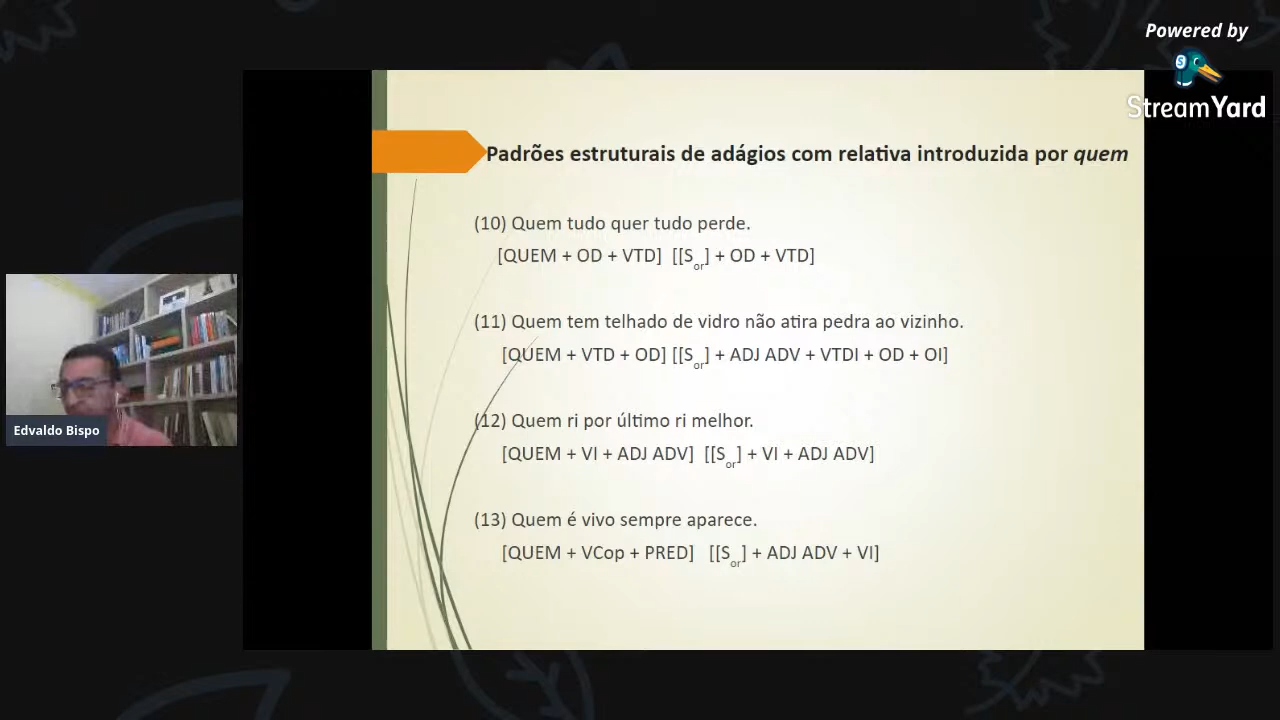 Powered by
StreamYard
Padrões estruturais de adágios com relativa introduzida por quem
(10) Quem tudo quer tudo perde.
[QUEM + OD + VTD] [[Sor] + OD + VTD]
(11) Quem tem telhado de vidro não atira pedra ao vizinho.
[QUEM + VTD + OD] [[Sor] + ADJ ADV + VTDI + OD + OI]
(12) Quem ri por último ri melhor.
[QUEM + VI + ADJ ADV] [[Sor] + VI + ADJ ADV]
(13) Quem é vivo sempre aparece.
[QUEM + VCop + PRED] [[Sor] + ADJ ADV + VI]
Edvaldo Bispo